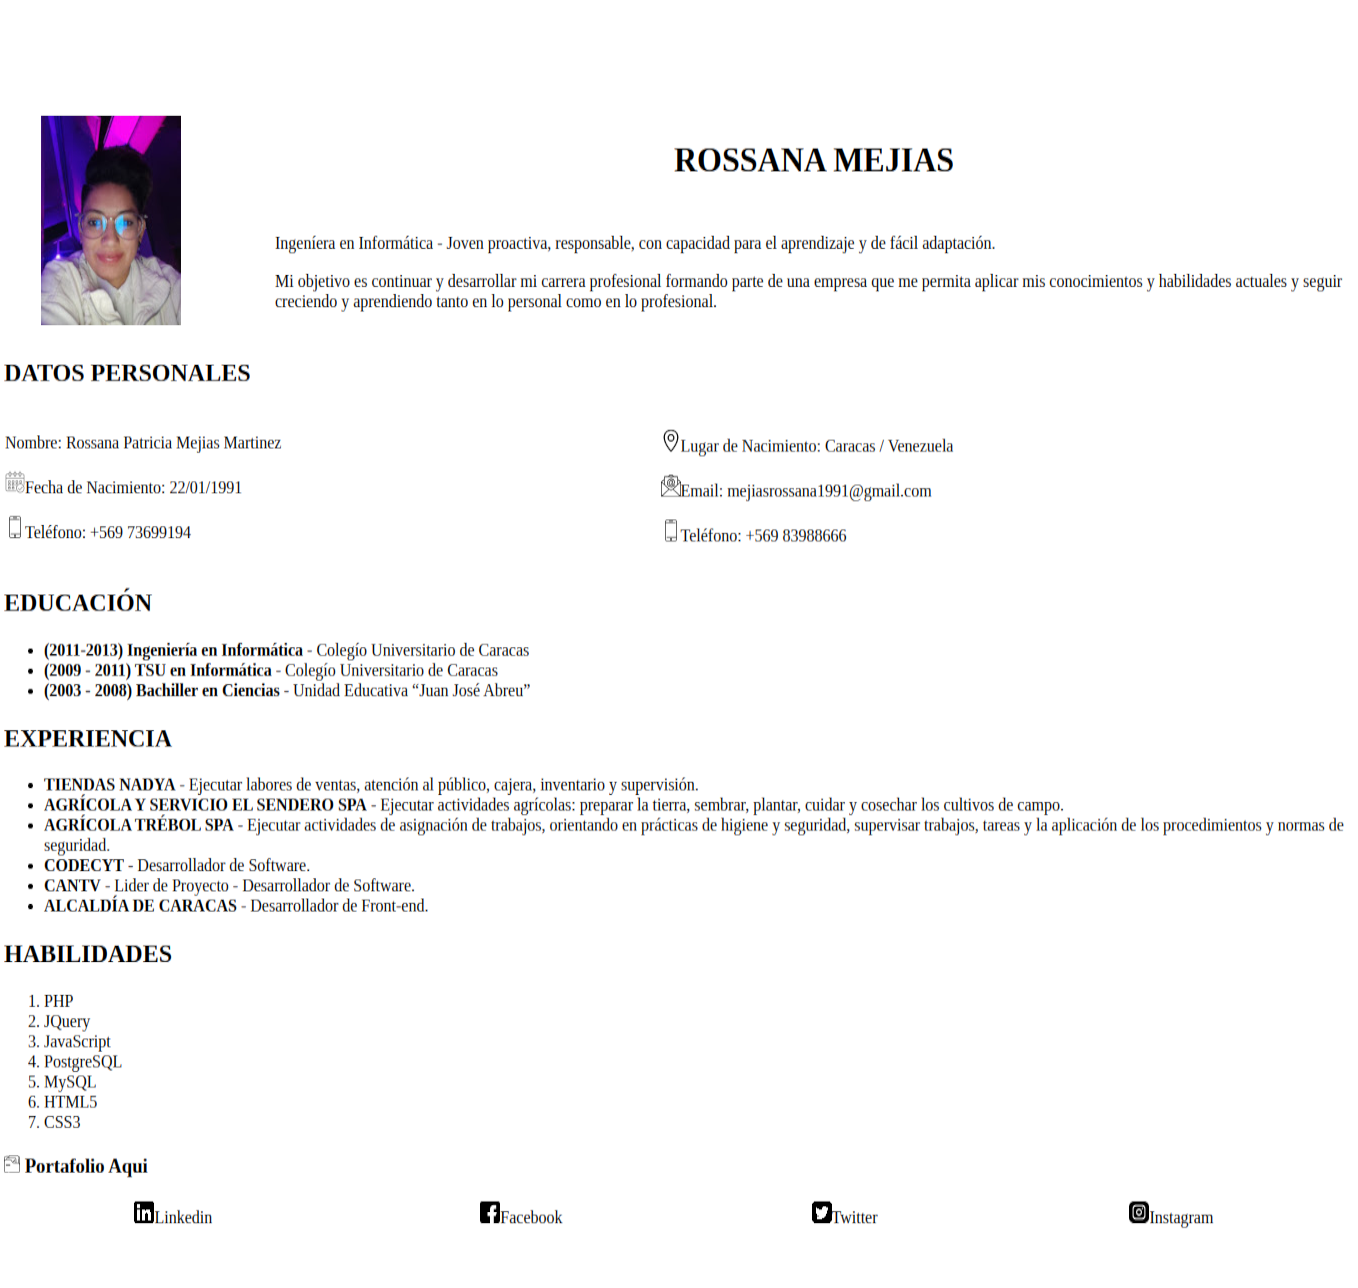 ROSSANA MEJIAS
Ingeníera en Informática - Joven proactiva, responsable, con capacidad para el aprendizaje y de fácil adaptación.
Mi objetivo es continuar y desarrollar mi carrera profesional formando parte de una empresa que me permita aplicar mis conocimientos y habilidades actuales y seguir
creciendo y aprendiendo tanto en lo personal como en lo profesional.
DATOS PERSONALES
Nombre: Rossana Patricia Mejias Martinez
Fecha de Nacimiento: 22/01/1991
Teléfono: +569 73699194
Lugar de Nacimiento: Caracas / Venezuela
Email: mejiasrossana1991@gmail.com
Teléfono: +569 83988666
EDUCACIÓN
• (2011-2013) Ingeniería en Informática - Colegío Universitario de Caracas
• (2009 - 2011) TSU en Informática - Colegío Universitario de Caracas
• (2003 - 2008) Bachiller en Ciencias - Unidad Educativa “Juan José Abreu”
EXPERIENCIA
• TIENDAS NADYA - Ejecutar labores de ventas, atención al público, cajera, inventario y supervisión.
• AGRÍCOLA Y SERVICIO EL SENDERO SPA - Ejecutar actividades agrícolas: preparar la tierra, sembrar, plantar, cuidar y cosechar los cultivos de campo.
• AGRÍCOLA TRÉBOL SPA - Ejecutar actividades de asignación de trabajos, orientando en prácticas de higiene y seguridad, supervisar trabajos, tareas y la aplicación de los procedimientos y normas de
seguridad.
• CODECYT - Desarrollador de Software.
• CANTV - Lider de Proyecto - Desarrollador de Software.
• ALCALDÍA DE CARACAS - Desarrollador de Front-end.
HABILIDADES
1. PHP
2. JQuery
3. JavaScript
4. PostgreSQL
5. MySQL
6. HTML5
7. CSS3
Portafolio Aqui
Linkedin Facebook Twitter Instagram